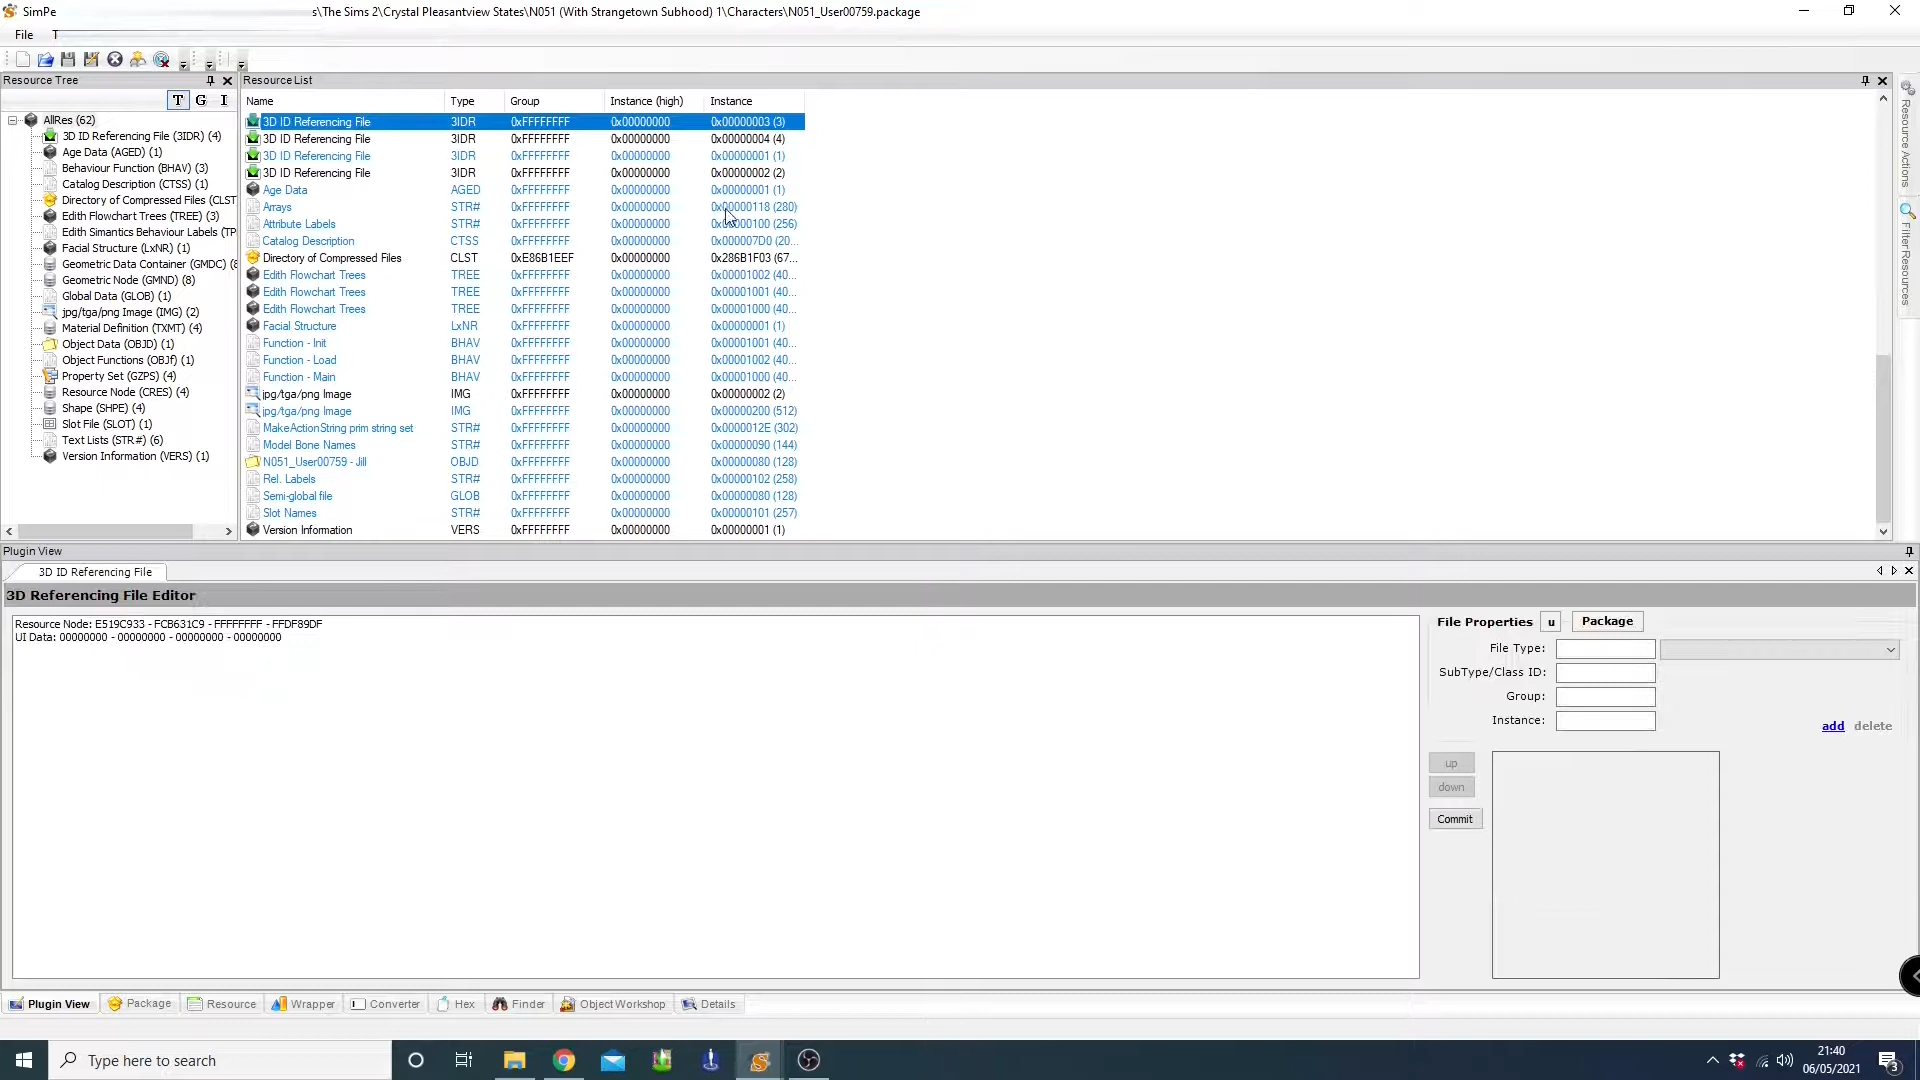 SimPe
s\The Sims 2\Crystal Pleasantview States\N051 (With Strangetown Subhood) 1\Characters\N051_User00759.package
File T
Resource Tree
T G I
AllRes (62)
3D ID Referencing File (3IDR) (4)
Age Data (AGED) (1)
Behaviour Function (BHAV) (3)
Catalog Description (CTSS) (1)
Directory of Compressed Files (CLST
Edith Flowchart Trees (TREE) (3)
Edith Simantics Behaviour Labels (TP
Facial Structure (LxNR) (1)
Geometric Data Container (GMDC) (8
Geometric Node (GMND) (8)
Global Data (GLOB) (1)
jpg/tga/png Image (IMG) (2)
Material Definition (TXMT) (4)
Object Data (OBJD) (1)
Object Functions (OBJf) (1)
Property Set (GZPS) (4)
Resource Node (CRES) (4)
Shape (SHPE) (4)
Slot File (SLOT) (1)
Text Lists (STR#) (6)
Version Information (VERS) (1)
Resource List
Name Type Group Instance (high) Instance
3D ID Referencing File 3IDR 0xFFFFFFFF 0x00000000 0x00000003 (3)
3D ID Referencing File 3IDR 0xFFFFFFFF 0x00000000 0x00000004 (4)
3D ID Referencing File 3IDR 0xFFFFFFFF 0x00000000 0x00000001 (1)
3D ID Referencing File 3IDR 0xFFFFFFFF 0x00000000 0x00000002 (2)
Age Data AGED 0xFFFFFFFF 0x00000000 0x00000001 (1)
Arrays STR# 0xFFFFFFFF 0x00000000 0x00000118 (280)
Attribute Labels STR# 0xFFFFFFFF 0x00000000 0x00000100 (256)
Catalog Description CTSS 0xFFFFFFFF 0x00000000 0x000007D0 (20...
Directory of Compressed Files CLST 0xE86B1EEF 0x00000000 0x286B1F03 (67...
Edith Flowchart Trees TREE 0xFFFFFFFF 0x00000000 0x00001002 (40...
Edith Flowchart Trees TREE 0xFFFFFFFF 0x00000000 0x00001001 (40...
Edith Flowchart Trees TREE 0xFFFFFFFF 0x00000000 0x00001000 (40...
Facial Structure LxNR 0xFFFFFFFF 0x00000000 0x00000001 (1)
Function - Init BHAV 0xFFFFFFFF 0x00000000 0x00001001 (40...
Function - Load BHAV 0xFFFFFFFF 0x00000000 0x00001002 (40...
Function - Main BHAV 0xFFFFFFFF 0x00000000 0x00001000 (40...
jpg/tga/png Image IMG 0xFFFFFFFF 0x00000000 0x00000002 (2)
jpg/tga/png Image IMG 0xFFFFFFFF 0x00000000 0x00000200 (512)
MakeActionString prim string set STR# 0xFFFFFFFF 0x00000000 0x0000012E (302)
Model Bone Names STR# 0xFFFFFFFF 0x00000000 0x00000090 (144)
N051_User00759 - Jill OBJD 0xFFFFFFFF 0x00000000 0x00000080 (128)
Rel. Labels STR# 0xFFFFFFFF 0x00000000 0x00000102 (258)
Semi-global file GLOB 0xFFFFFFFF 0x00000000 0x00000080 (128)
Slot Names STR# 0xFFFFFFFF 0x00000000 0x00000101 (257)
Version Information VERS 0xFFFFFFFF 0x00000000 0x00000001 (1)
Resource Actions
Filter Resources
Plugin View
3D ID Referencing File
3D Referencing File Editor
Resource Node: E519C933 - FCB631C9 - FFFFFFFF - FFDF89DF
UI Data: 00000000 - 00000000 - 00000000 - 00000000
File Properties u Package
File Type:
SubType/Class ID:
Group:
Instance:
add delete
up
down
Commit
Plugin View Package Resource Wrapper Converter Hex Finder Object Workshop Details
Type here to search
21:40
06/05/2021
3